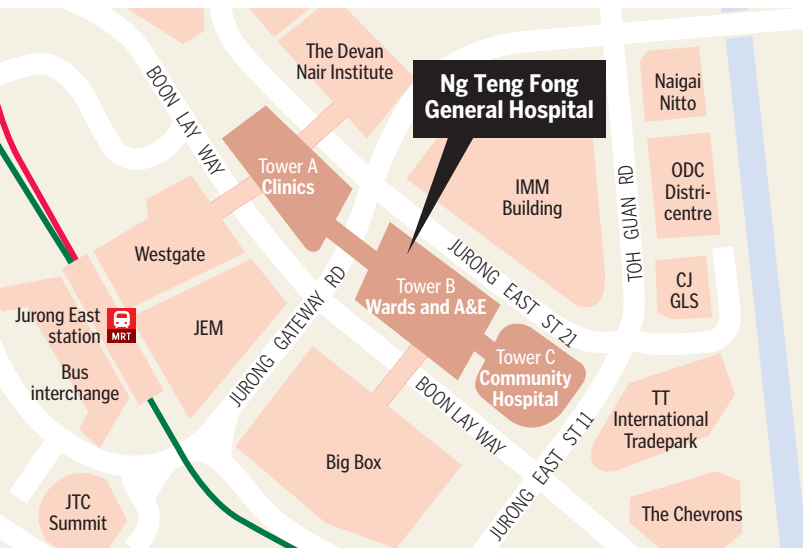 The Devan
Nair Institute
Ng Teng Fong
General Hospital
Naigai
Nitto
BOON LAY WAY
Tower A
Clinics
IMM
Building
TOH GUAN RD
ODC
Distri-
centre
Westgate
JURONG EAST ST 21
CJ
GLS
Tower B
Wards and A&E
Jurong East
station
MRT
JEM
JURONG GATEWAY RD
Bus
interchange
Tower C
Community
Hospital
BOON LAY WAY
JURONG EAST ST 11
TT
International
Tradepark
Big Box
JTC
Summit
The Chevrons